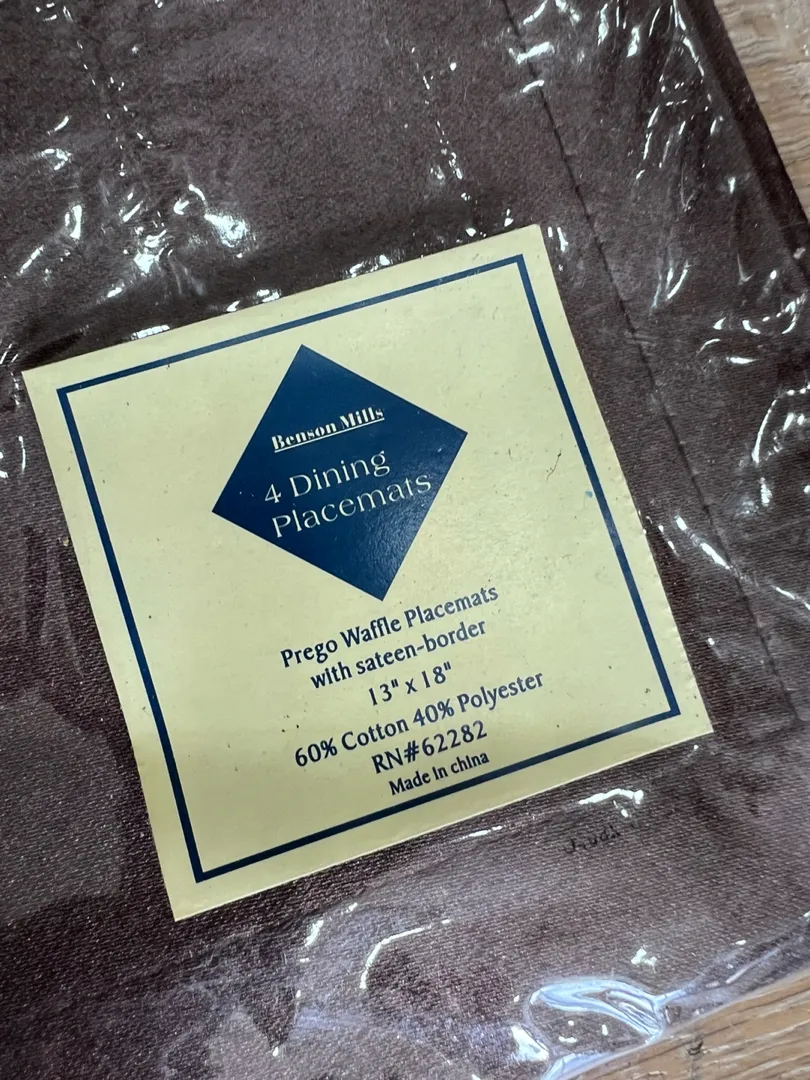 Benson Mills
4 Dining
Placemats
Prego Waffle Placemats
with sateen-border
13" x 18"
60% Cotton 40% Polyester
RN#62282
Made in china